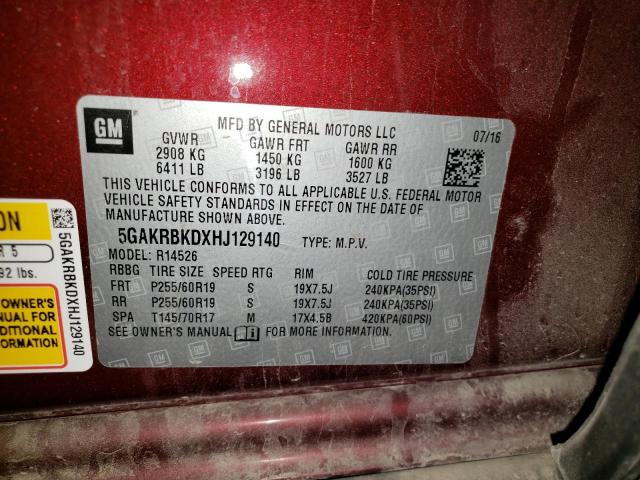 GM
MFD BY GENERAL MOTORS LLC 07/16
GVWR GAWR FRT GAWR RR
2908 KG 1450 KG 1600 KG
6411 LB 3196 LB 3527 LB
THIS VEHICLE CONFORMS TO ALL APPLICABLE U.S. FEDERAL MOTOR
VEHICLE SAFETY STANDARDS IN EFFECT ON THE DATE OF
MANUFACTURE SHOWN ABOVE.
5GAKRBKDXHJ129140 TYPE: M.P.V.
MODEL: R14526
RBBG TIRE SIZE SPEED RTG RIM COLD TIRE PRESSURE
FRT P255/60R19 S 19X7.5J 240KPA(35PSI)
RR P255/60R19 S 19X7.5J 240KPA(35PSI)
SPA T145/70R17 M 17X4.5B 420KPA(60PSI)
SEE OWNER'S MANUAL FOR MORE INFORMATION.
ON
R 5
92 lbs.
OWNER'S
NUAL FOR
DITIONAL
RMATION
5GAKRBKDXHJ129140